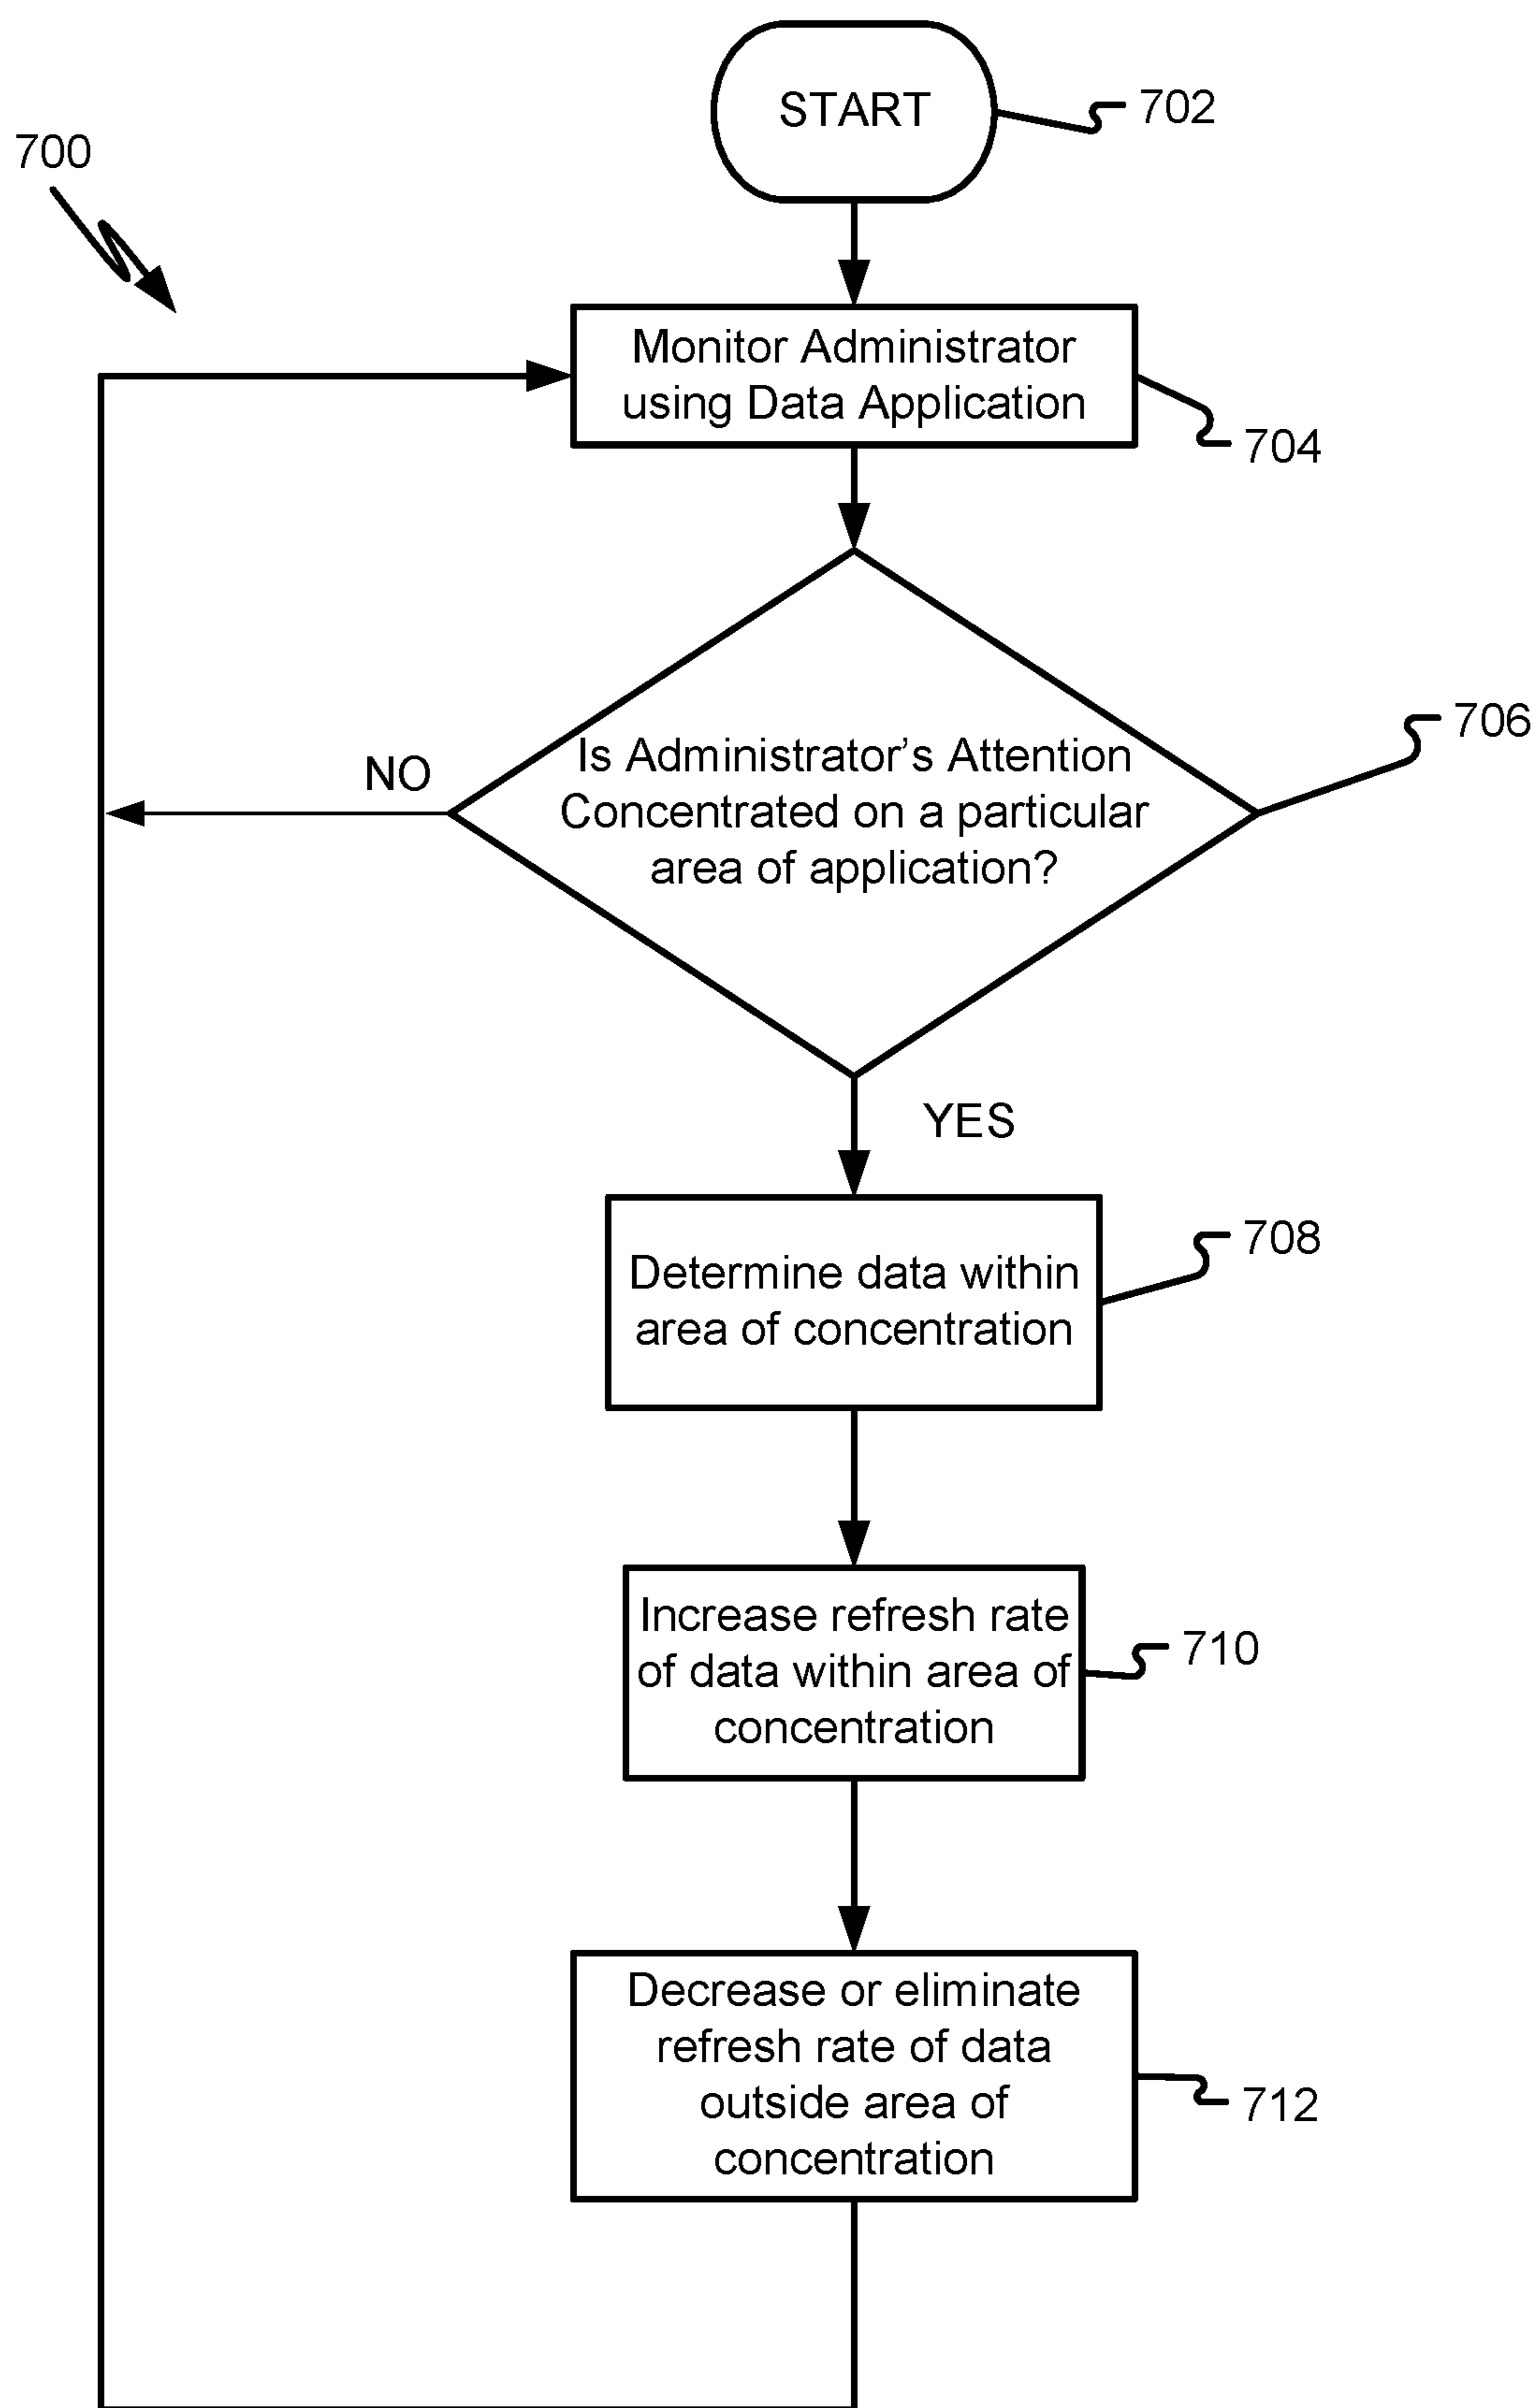 START
702
700
Monitor Administrator
using Data Application
704
706
Is Administrator’s Attention
Concentrated on a particular
area of application?
NO
YES
708
Determine data within
area of concentration
Increase refresh rate
of data within area of
concentration
710
Decrease or eliminate
refresh rate of data
outside area of
concentration
712